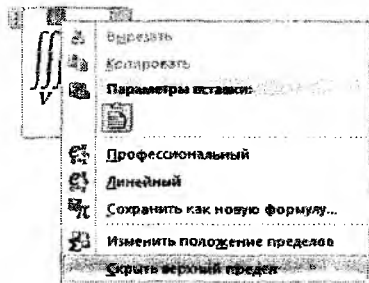 ∭
V
Вырезать
Копировать
Параметры вставки:
Профессиональный
Линейный
Сохранить как новую формулу...
Изменить положение пределов
Скрыть верхний предел